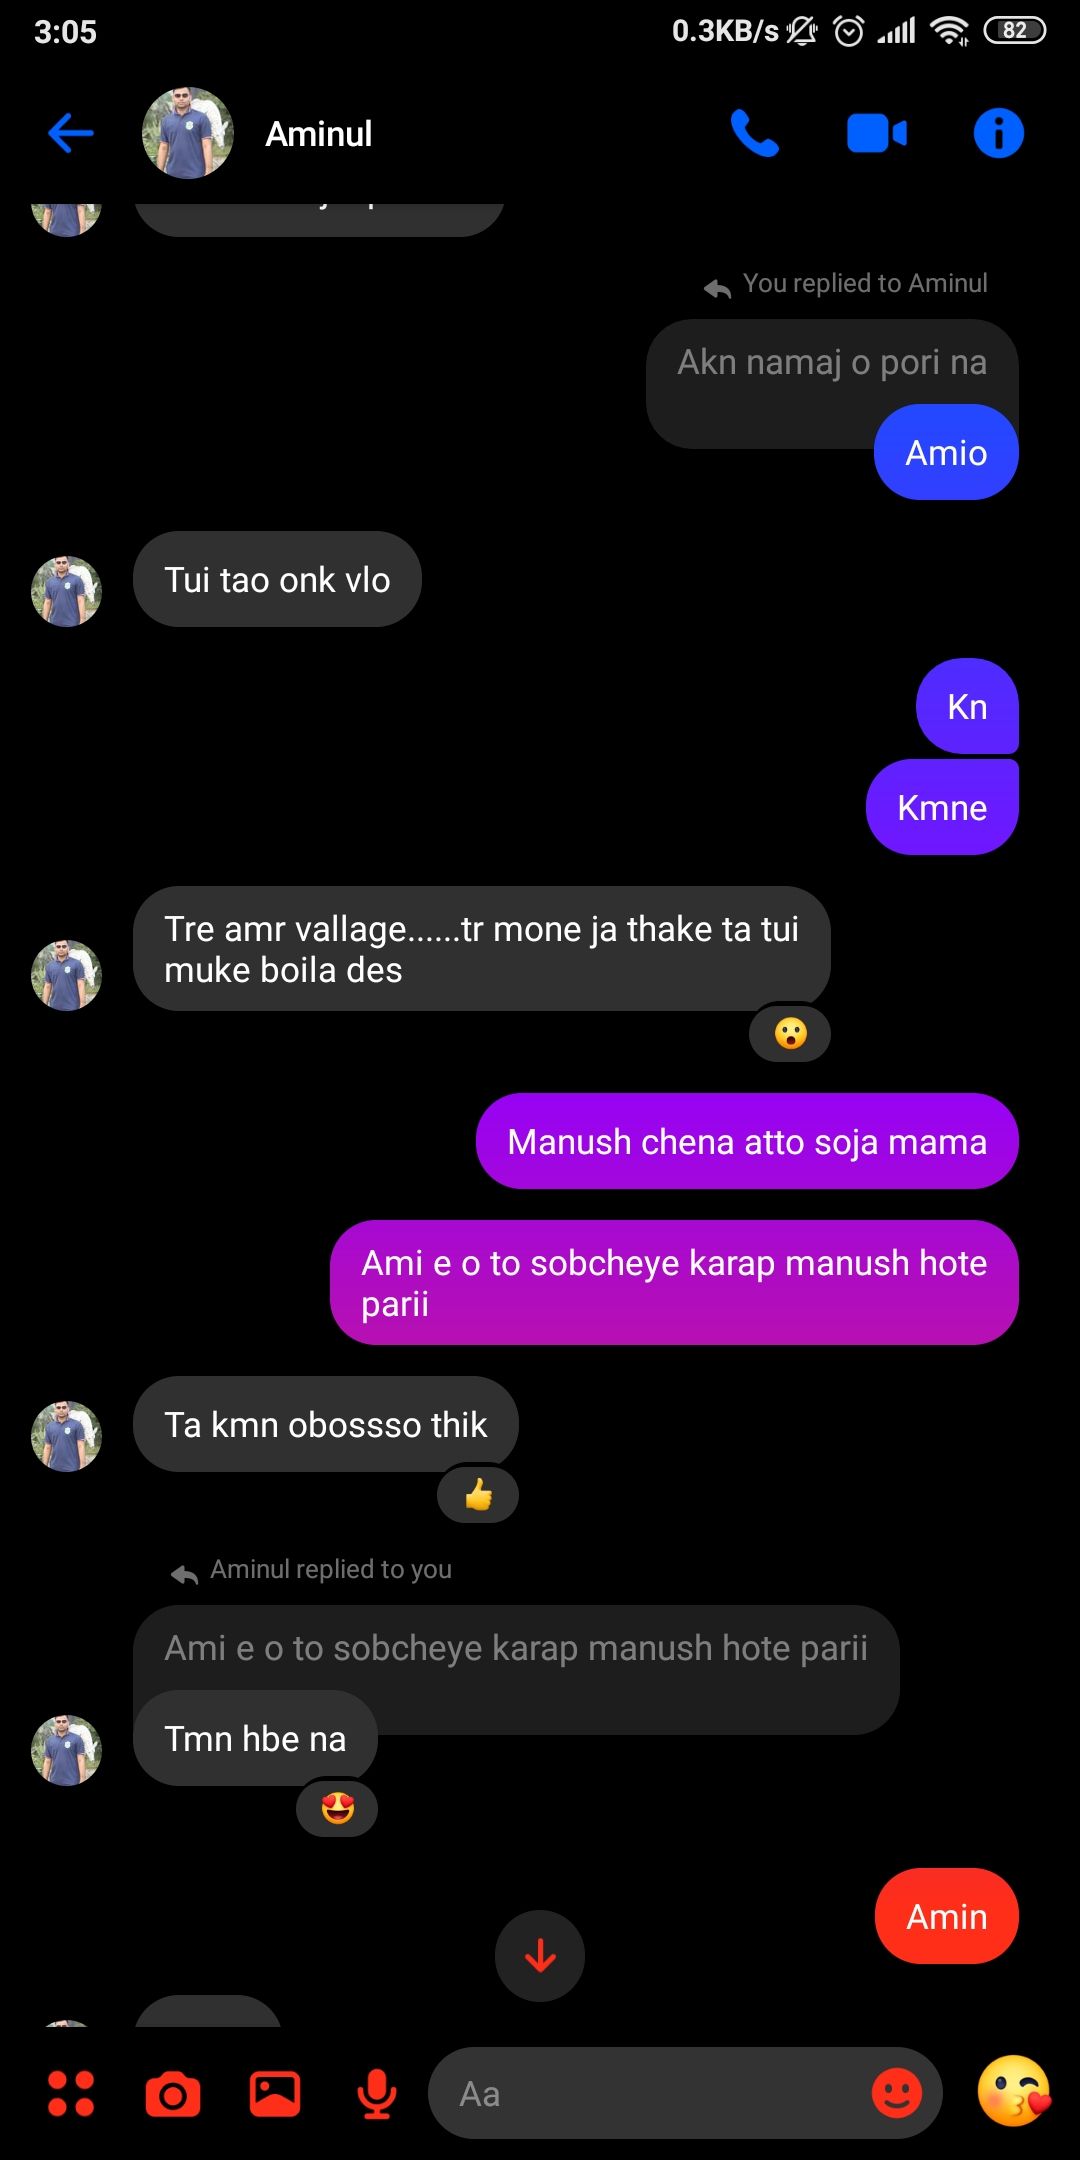 3:05
0.3KB/s
82
Aminul
You replied to Aminul
Akn namaj o pori na
Amio
Tui tao onk vlo
Kn
Kmne
Tre amr vallage......tr mone ja thake ta tui
muke boila des
Manush chena atto soja mama
Ami e o to sobcheye karap manush hote
parii
Ta kmn obossso thik
Aminul replied to you
Ami e o to sobcheye karap manush hote parii
Tmn hbe na
Amin
Aa